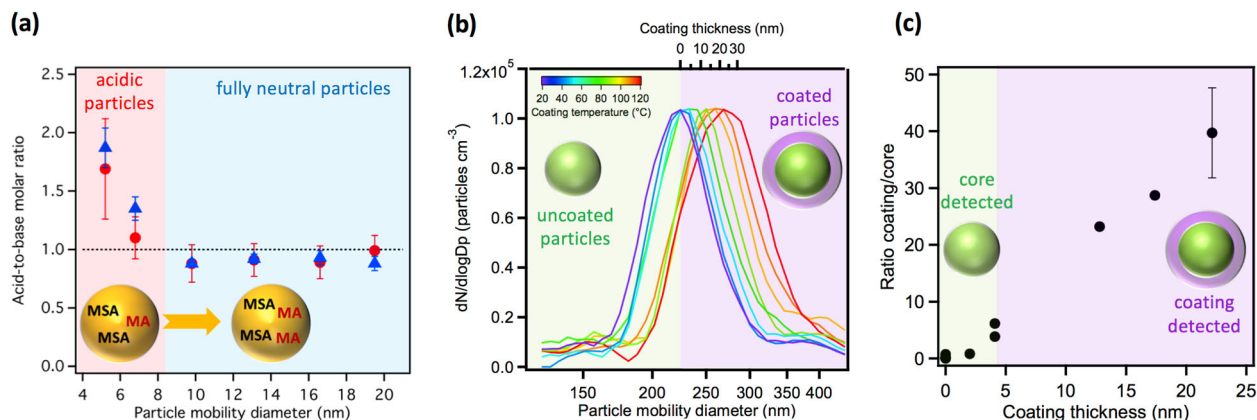 (a)
2.5
2.0
1.5
1.0
0.5
0.0
Acid-to-base molar ratio
acidic
particles
fully neutral particles
MSA
MA
MSA
MSA
MA
MSA
MA
4 6 8 10 12 14 16 18 20
Particle mobility diameter (nm)
(b)
Coating thickness (nm)
0 10 20 30
1.2x10⁵
1.0
0.8
0.6
0.4
0.2
0.0
dN/dlogDp (particles cm⁻³)
20 40 60 80 100 120
Coating temperature (°C)
uncoated
particles
coated
particles
150 200 250 300 350 400
Particle mobility diameter (nm)
(c)
50
40
30
20
10
0
Ratio coating/core
core
detected
coating
detected
0 5 10 15 20 25
Coating thickness (nm)